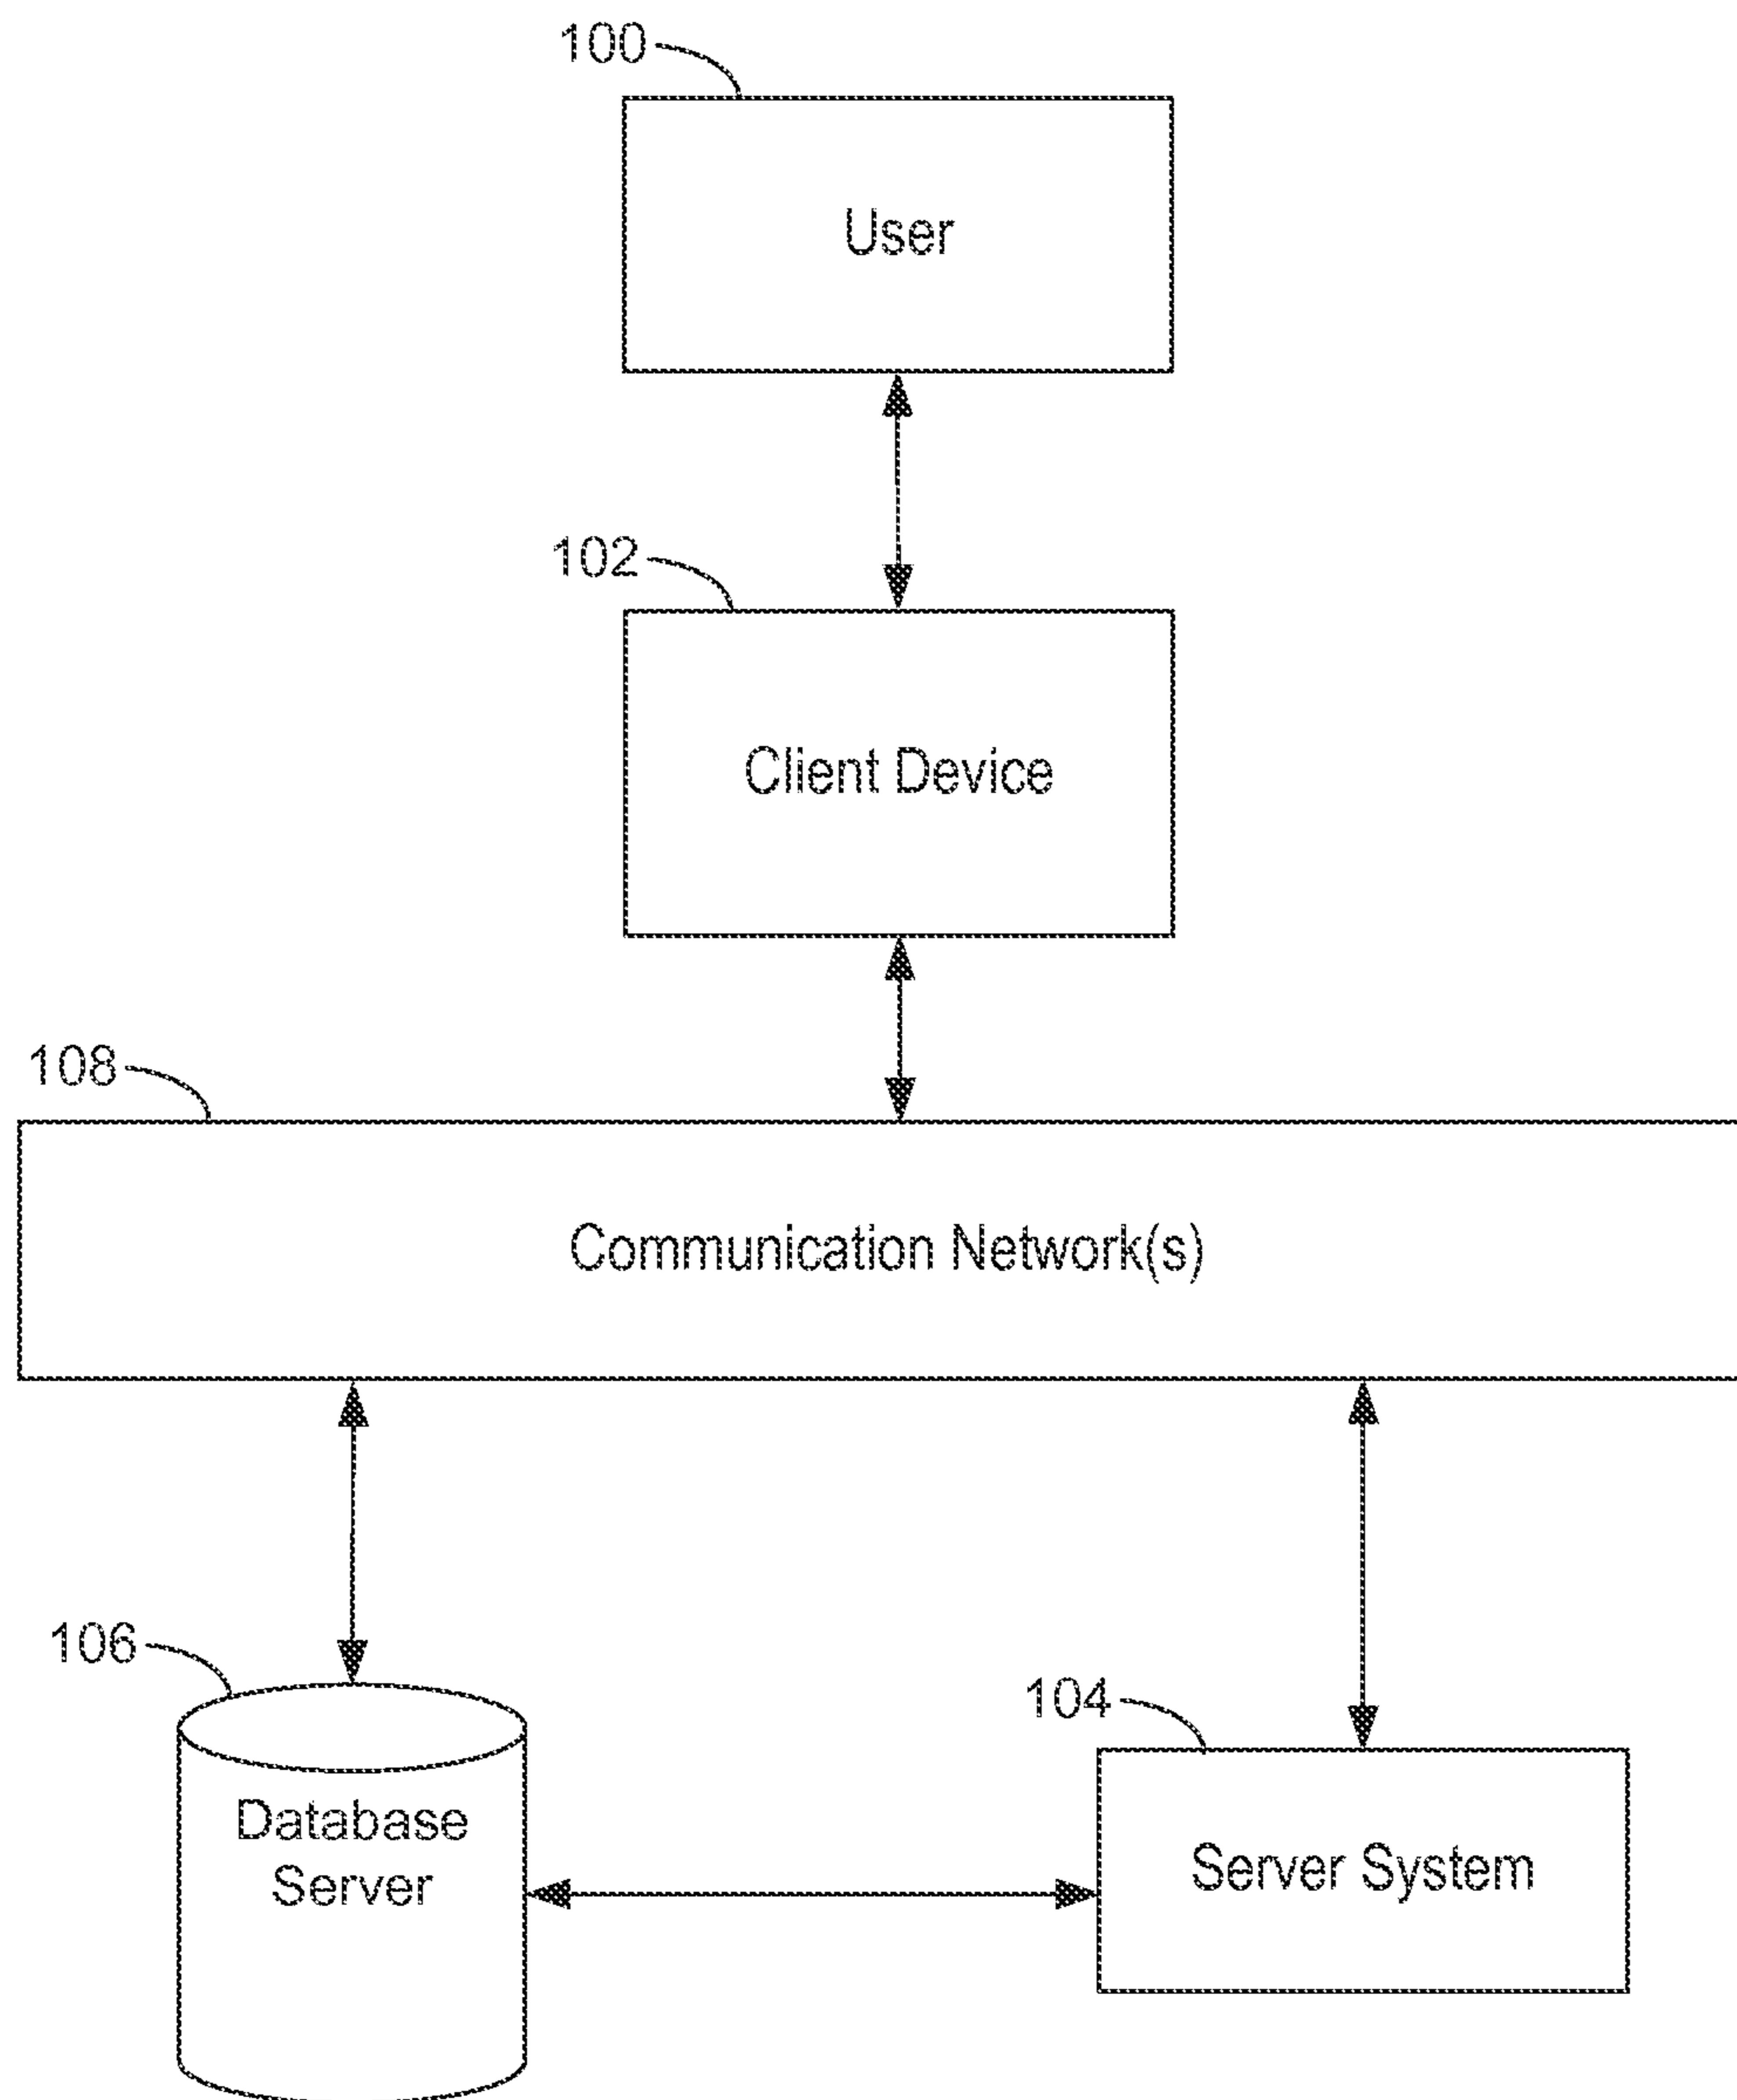 100
User
102
Client Device
108
Communication Network(s)
106
104
Database
Server
Server System